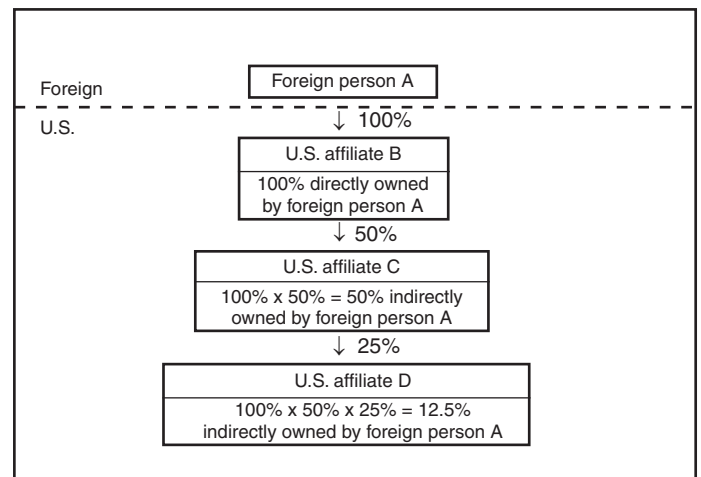 Foreign person A
Foreign
↓ 100%
U.S.
U.S. affiliate B
100% directly owned
by foreign person A
↓ 50%
U.S. affiliate C
100% x 50% = 50% indirectly
owned by foreign person A
↓ 25%
U.S. affiliate D
100% x 50% x 25% = 12.5%
indirectly owned by foreign person A